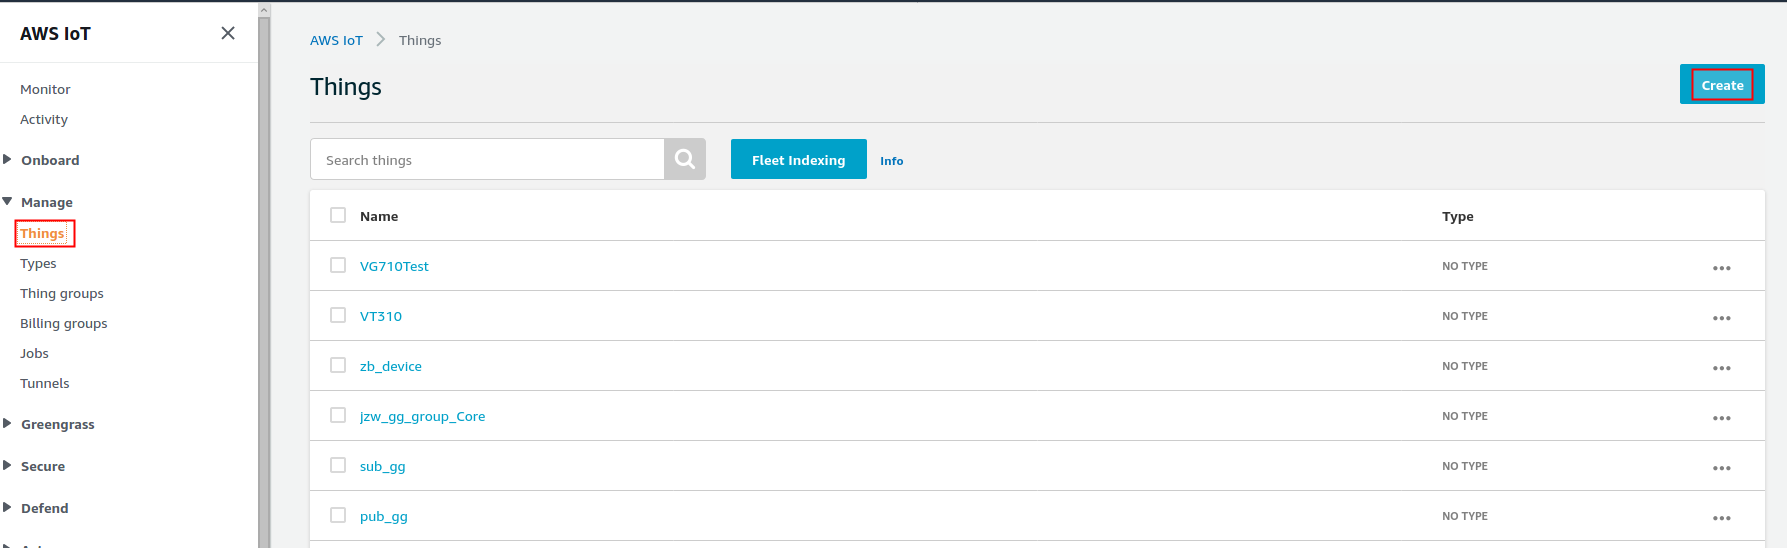 AWS IoT
Monitor
Activity
Onboard
Manage
Things
Types
Thing groups
Billing groups
Jobs
Tunnels
Greengrass
Secure
Defend
AWS IoT Things
Things
Create
Search things
Fleet Indexing Info
Name Type
VG710Test NO TYPE
VT310 NO TYPE
zb_device NO TYPE
jzw_gg_group_Core NO TYPE
sub_gg NO TYPE
pub_gg NO TYPE